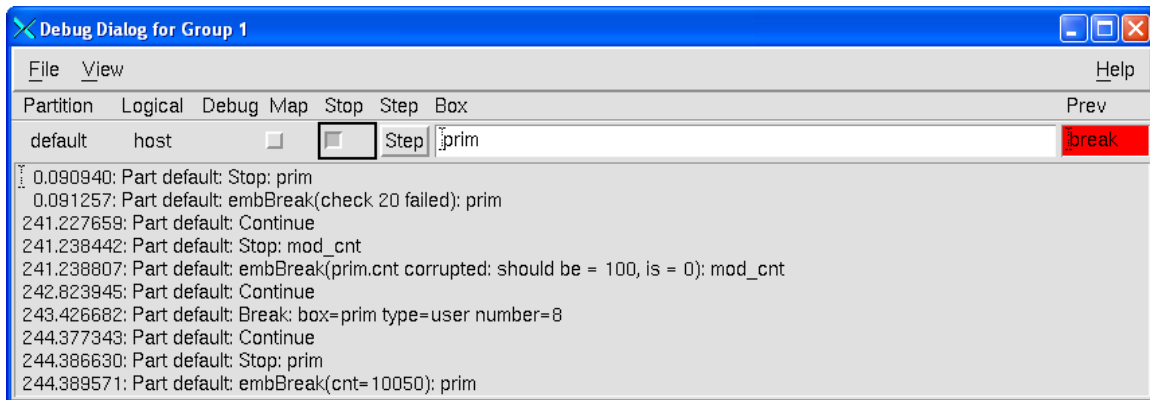 Debug Dialog for Group 1
File View Help
Partition Logical Debug Map Stop Step Box Prev
default host Step prim break
0.090940: Part default: Stop: prim
0.091257: Part default: embBreak(check 20 failed): prim
241.227659: Part default: Continue
241.238442: Part default: Stop: mod_cnt
241.238807: Part default: embBreak(prim.cnt corrupted: should be = 100, is = 0): mod_cnt
242.823945: Part default: Continue
243.426682: Part default: Break: box=prim type=user number=8
244.377343: Part default: Continue
244.386630: Part default: Stop: prim
244.389571: Part default: embBreak(cnt=10050): prim